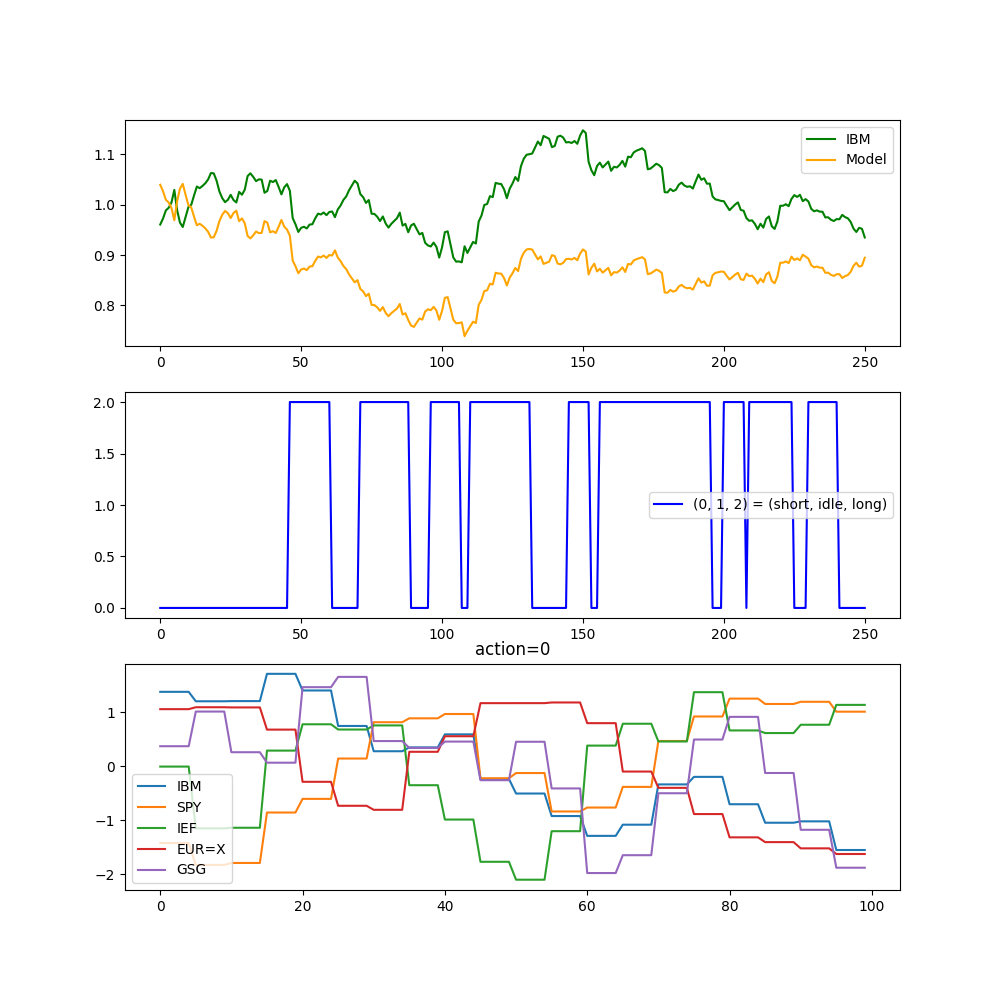 IBM
Model
1.1
1.0
0.9
0.8
0 50 100 150 200 250
2.0
1.5
1.0
0.5
0.0
(0, 1, 2) = (short, idle, long)
0 50 100 150 200 250
action=0
1
0
−1
−2
IBM
SPY
IEF
EUR=X
GSG
0 20 40 60 80 100